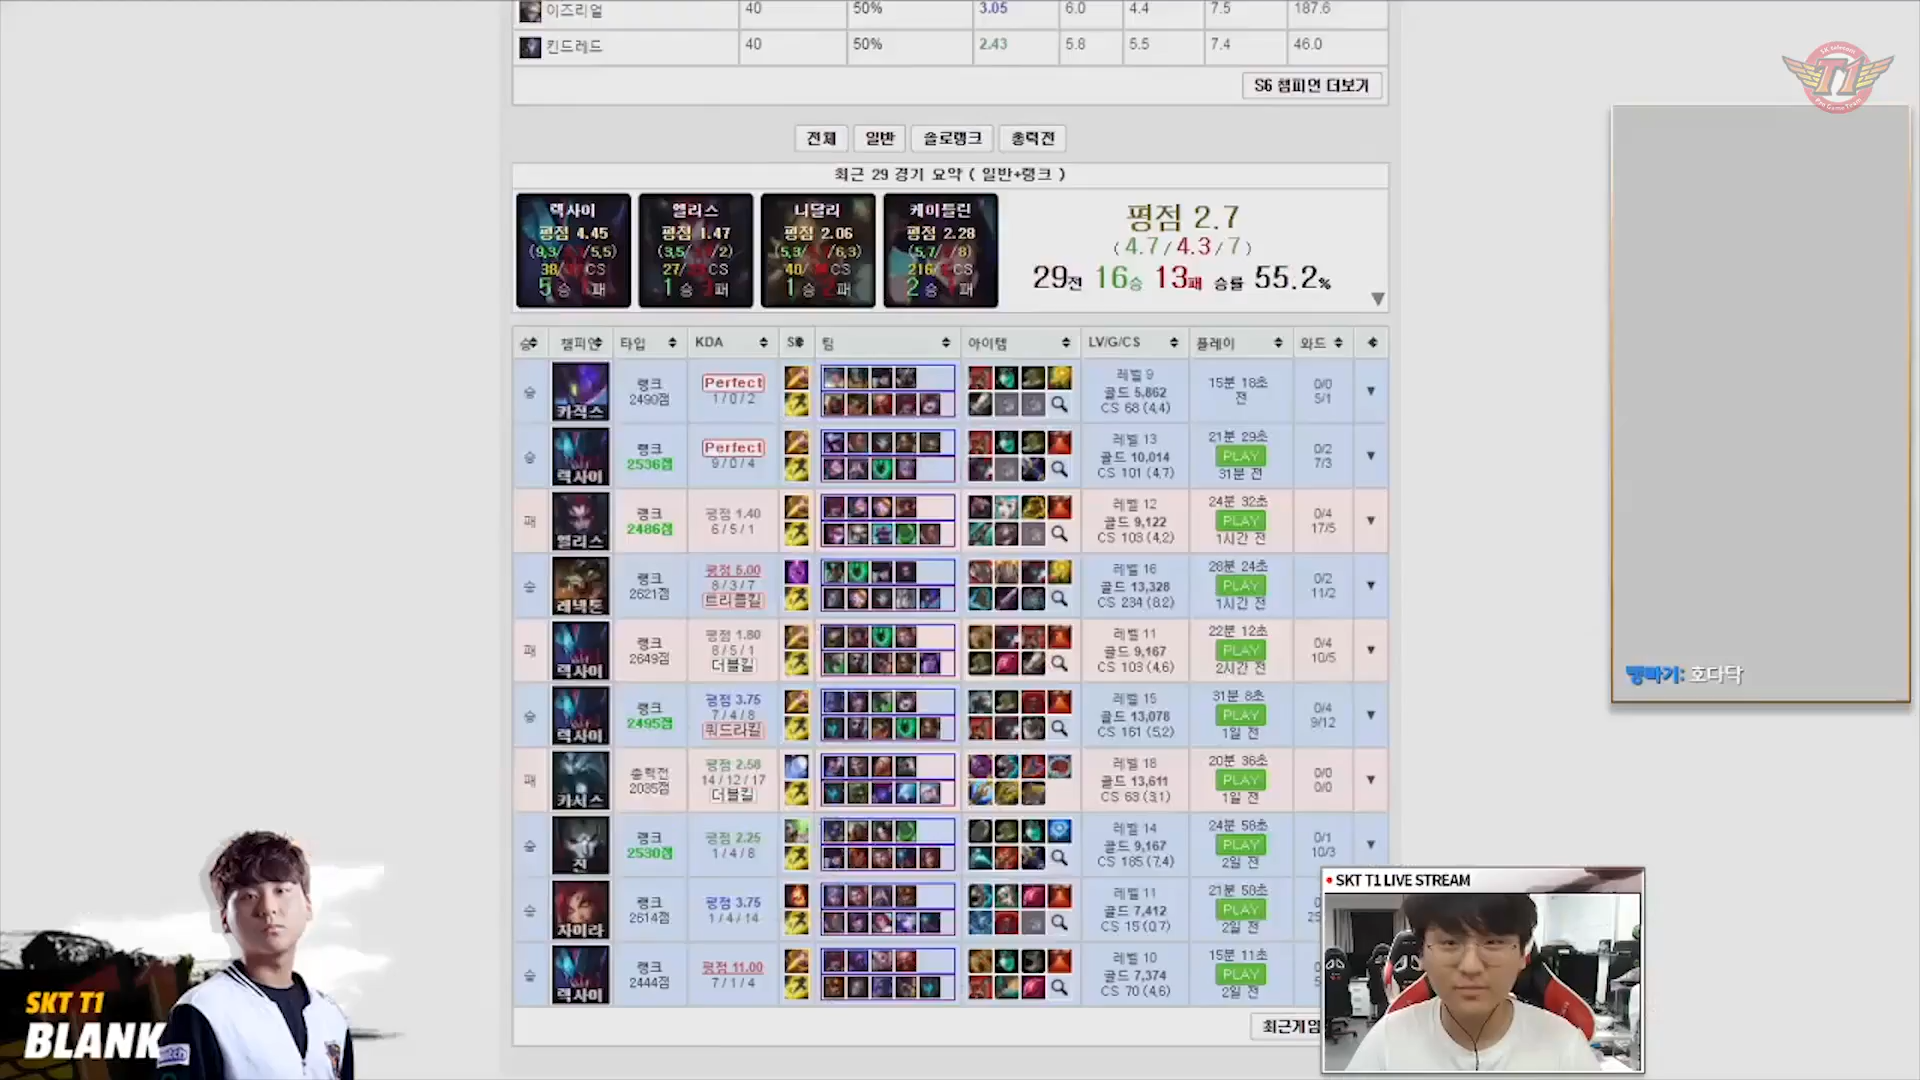 이즈리얼 40 50% 3.05 6.0 4.4 7.5 187.6
킨드레드 40 50% 2.43 5.8 5.5 7.4 46.0
S6 챔피언 더보기
전체 일반 솔로랭크 총력전
최근 29 경기 요약 ( 일반+랭크 )
렉사이
평점 4.45
엘리스
평점 1.47
니달리
평점 2.06
케이틀린
평점 2.28
평점 2.7
( 4.7 / 4.3 / 7 )
29전 16승 13패 승률 55.2%
승 챔피언 타입 KDA 팀 아이템 LV/G/CS 플레이 와드
승 카직스 랭크 2490점 Perfect 1 / 0 / 2 레벨 9 골드 5,862 CS 68 (4.4) 15분 18초 전 0/0 5/1
승 렉사이 랭크 2536점 Perfect 9 / 0 / 4 레벨 13 골드 10,014 CS 101 (4.7) 21분 29초 PLAY 31분 전 0/2 7/3
패 엘리스 랭크 2486점 평점 1.40 6 / 5 / 1 레벨 12 골드 9,122 CS 103 (4.2) 24분 32초 PLAY 1시간 전 0/4 17/5
승 레넥톤 랭크 2621점 평점 5.00 8 / 3 / 7 트리플킬 레벨 16 골드 13,328 CS 234 (8.2) 28분 24초 PLAY 1시간 전 0/2 11/2
패 렉사이 랭크 2649점 평점 1.80 8 / 5 / 1 더블킬 레벨 11 골드 9,167 CS 103 (4.6) 22분 12초 PLAY 2시간 전 0/4 10/5
승 렉사이 랭크 2495점 평점 3.75 7 / 4 / 8 쿼드라킬 레벨 15 골드 13,078 CS 161 (5.2) 31분 8초 PLAY 1일 전 0/4 9/12
패 카서스 총력전 2035점 평점 2.58 14 / 12 / 17 더블킬 레벨 18 골드 13,611 CS 63 (3.1) 20분 36초 PLAY 1일 전 0/0 0/0
승 진 랭크 2530점 평점 2.25 1 / 4 / 8 레벨 14 골드 9,167 CS 185 (7.4) 24분 58초 PLAY 2일 전 0/1 10/3
승 자이라 랭크 2614점 평점 3.75 1 / 4 / 14 레벨 11 골드 7,412 CS 15 (0.7) 21분 58초 PLAY 2일 전
승 렉사이 랭크 2444점 평점 11.00 7 / 1 / 4 레벨 10 골드 7,374 CS 70 (4.6) 15분 11초 PLAY 2일 전
최근게임
호다닥
SKT T1 LIVE STREAM
SKT T1
BLANK
T1